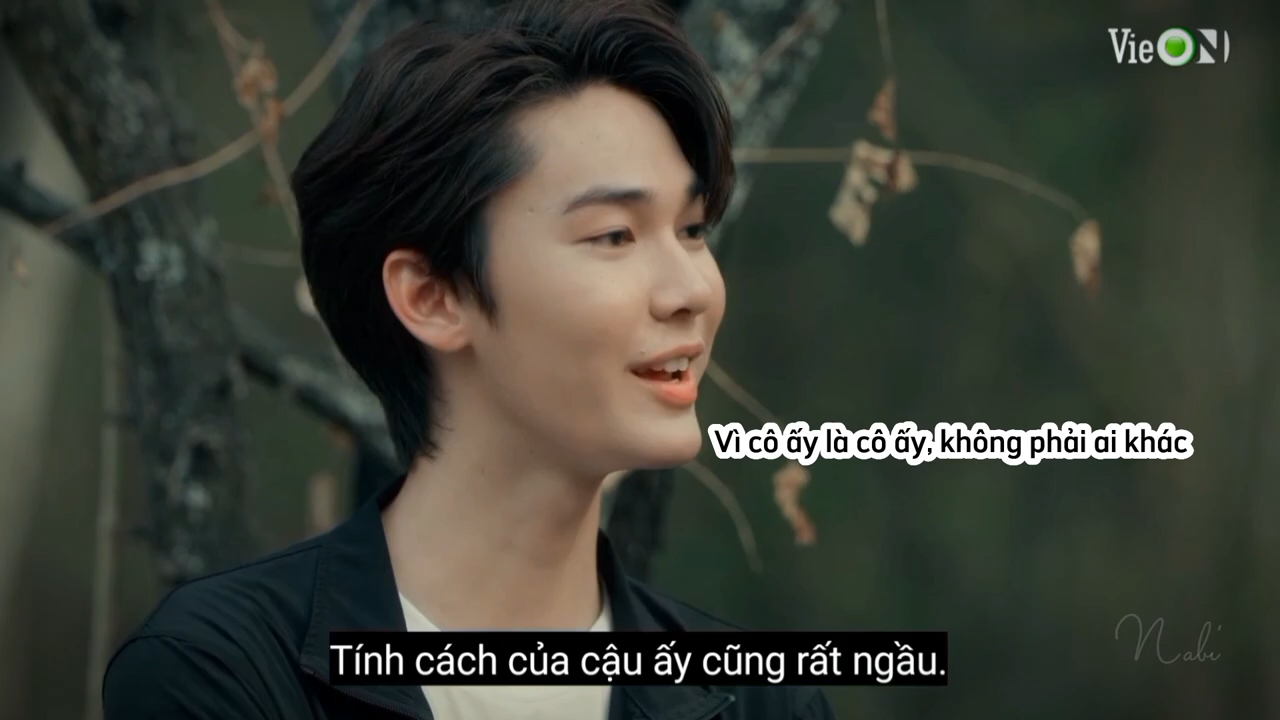 VieON
Vì cô ấy là cô ấy, không phải ai khác
Nabi
Tính cách của cậu ấy cũng rất ngầu.